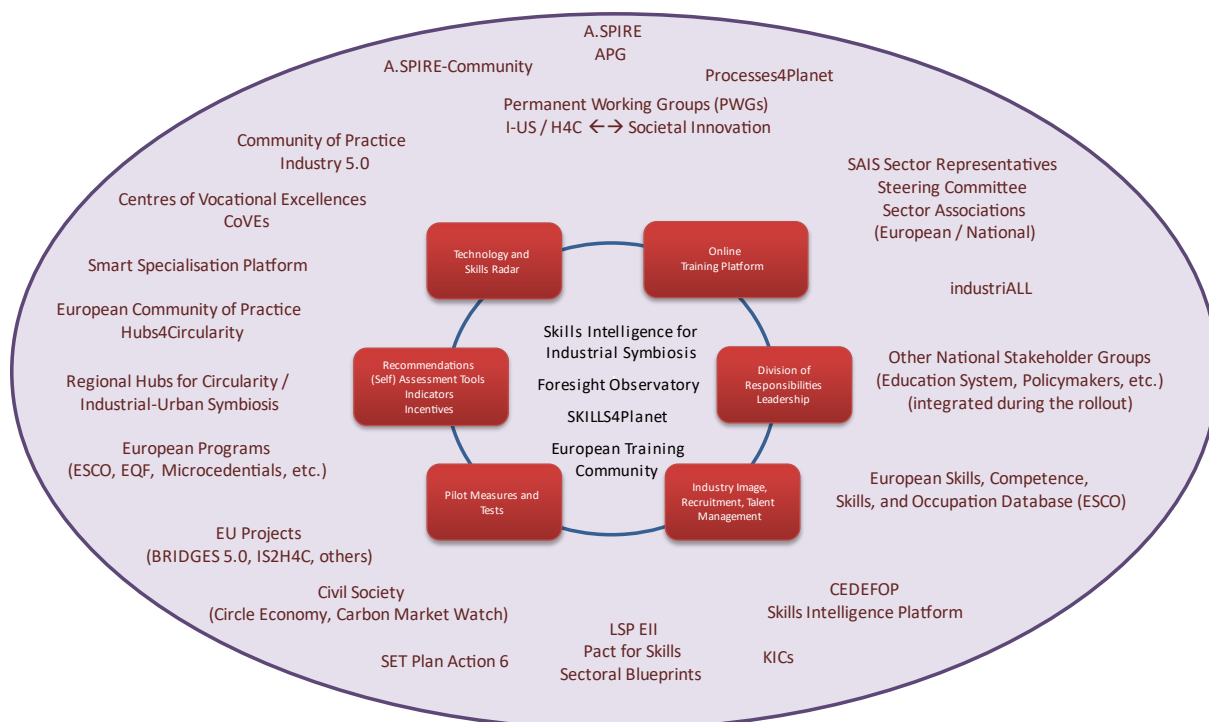 A.SPIRE
APG
A.SPIRE-Community
Processes4Planet
Permanent Working Groups (PWGs)
I-US / H4C ←→ Societal Innovation
Community of Practice
Industry 5.0
SAIS Sector Representatives
Steering Committee
Sector Associations
(European / National)
Centres of Vocational Excellences
CoVEs
Technology and
Skills Radar
Online
Training Platform
Smart Specialisation Platform
industriALL
European Community of Practice
Hubs4Circularity
Skills Intelligence for
Industrial Symbiosis
Foresight Observatory
SKILLS4Planet
European Training
Community
Recommendations
(Self) Assessment Tools
Indicators
Incentives
Division of
Responsibilities
Leadership
Other National Stakeholder Groups
(Education System, Policymakers, etc.)
(integrated during the rollout)
Regional Hubs for Circularity /
Industrial-Urban Symbiosis
European Programs
(ESCO, EQF, Microcedentials, etc.)
Pilot Measures and
Tests
Industry Image,
Recruitment, Talent
Management
European Skills, Competence,
Skills, and Occupation Database (ESCO)
EU Projects
(BRIDGES 5.0, IS2H4C, others)
Civil Society
(Circle Economy, Carbon Market Watch)
CEDEFOP
Skills Intelligence Platform
SET Plan Action 6
LSP EII
Pact for Skills
Sectoral Blueprints
KICs